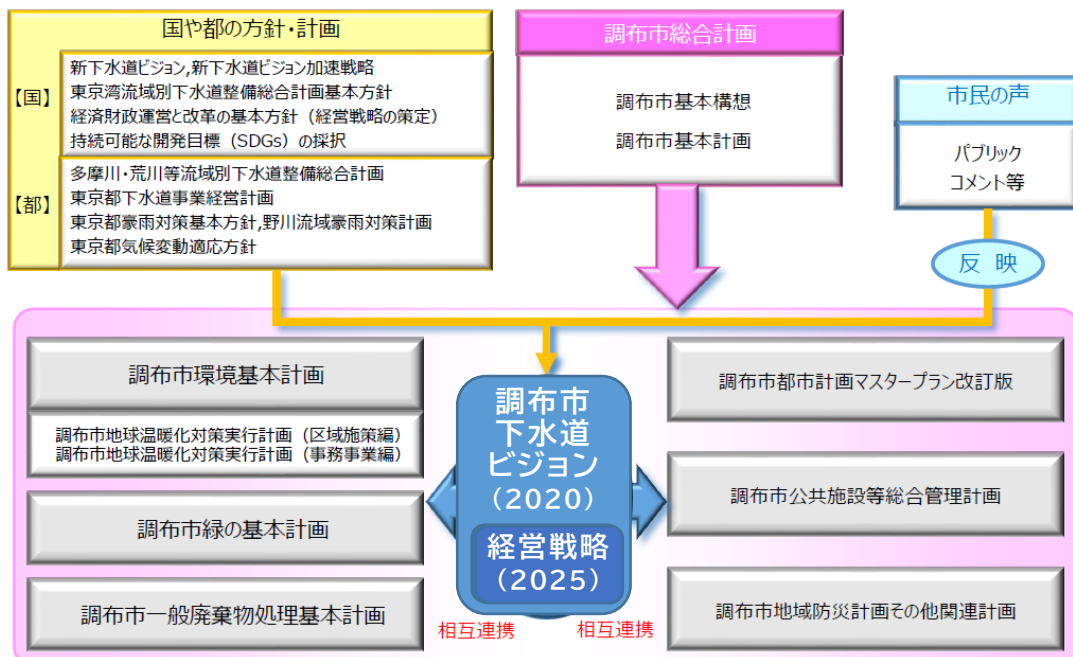 国や都の方針・計画
【国】
新下水道ビジョン,新下水道ビジョン加速戦略
東京湾流域別下水道整備総合計画基本方針
経済財政運営と改革の基本方針（経営戦略の策定）
持続可能な開発目標（SDGs）の採択
【都】
多摩川・荒川等流域別下水道整備総合計画
東京都下水道事業経営計画
東京都豪雨対策基本方針,野川流域豪雨対策計画
東京都気候変動適応方針
調布市総合計画
調布市基本構想
調布市基本計画
市民の声
パブリック
コメント等
反 映
調布市環境基本計画
調布市地球温暖化対策実行計画（区域施策編）
調布市地球温暖化対策実行計画（事務事業編）
調布市緑の基本計画
調布市一般廃棄物処理基本計画
調布市
下水道
ビジョン
（2020）
経営戦略
（2025）
相互連携
相互連携
調布市都市計画マスタープラン改訂版
調布市公共施設等総合管理計画
調布市地域防災計画その他関連計画